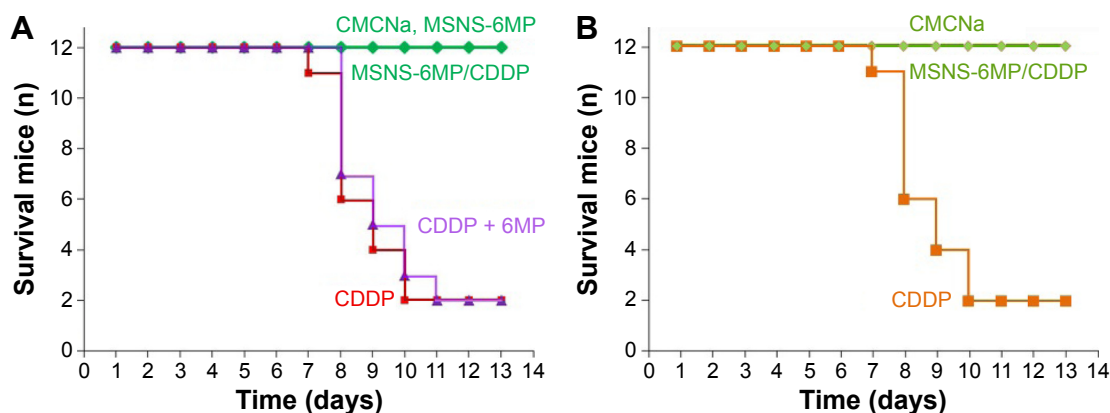 A
Survival mice (n)
12
10
8
6
4
2
0
CMCNa, MSNS-6MP
MSNS-6MP/CDDP
CDDP + 6MP
CDDP
0 1 2 3 4 5 6 7 8 9 10 11 12 13 14
Time (days)
B
Survival mice (n)
12
10
8
6
4
2
0
CMCNa
MSNS-6MP/CDDP
CDDP
0 1 2 3 4 5 6 7 8 9 10 11 12 13 14
Time (days)